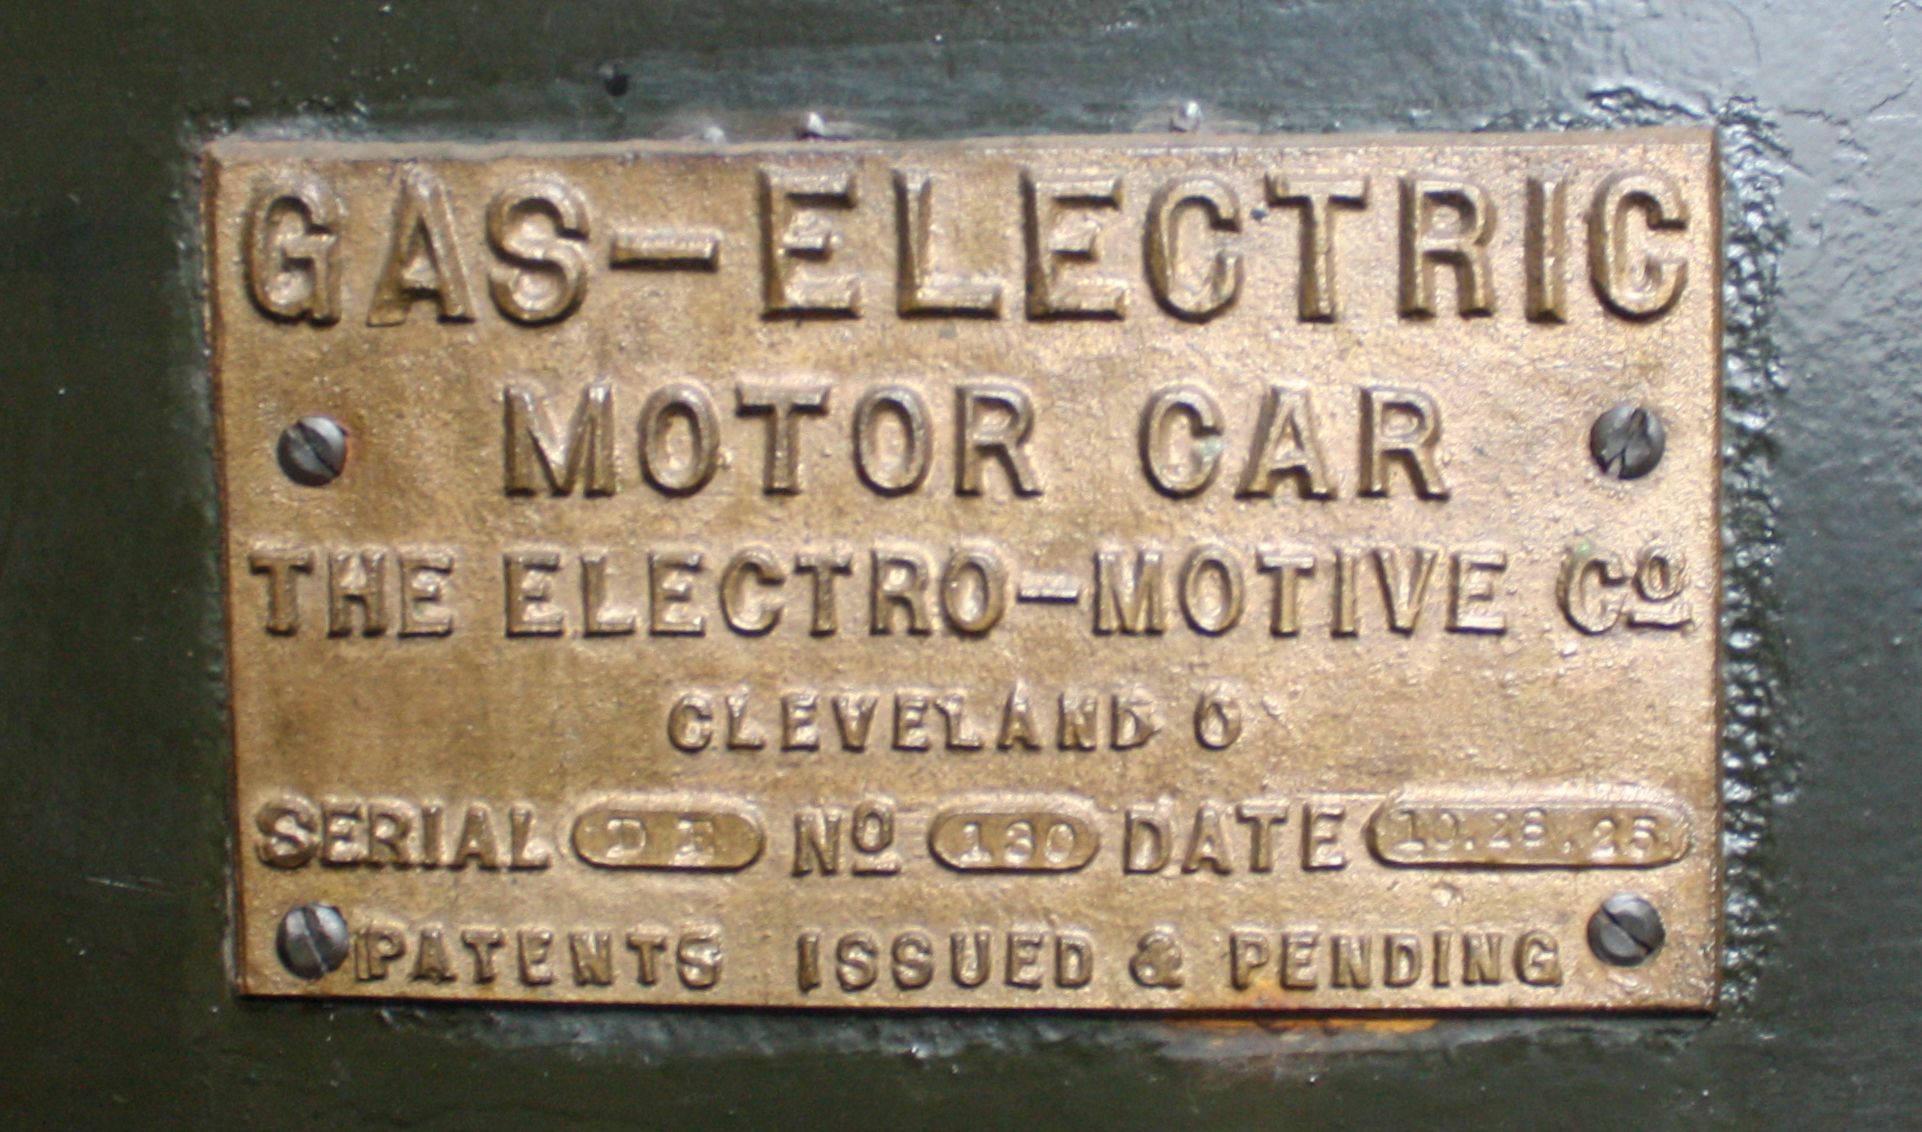 GAS-ELECTRIC
MOTOR CAR
THE ELECTRO-MOTIVE Cº
CLEVELAND O
SERIAL Nº 130 DATE 10.28.25
PATENTS ISSUED & PENDING